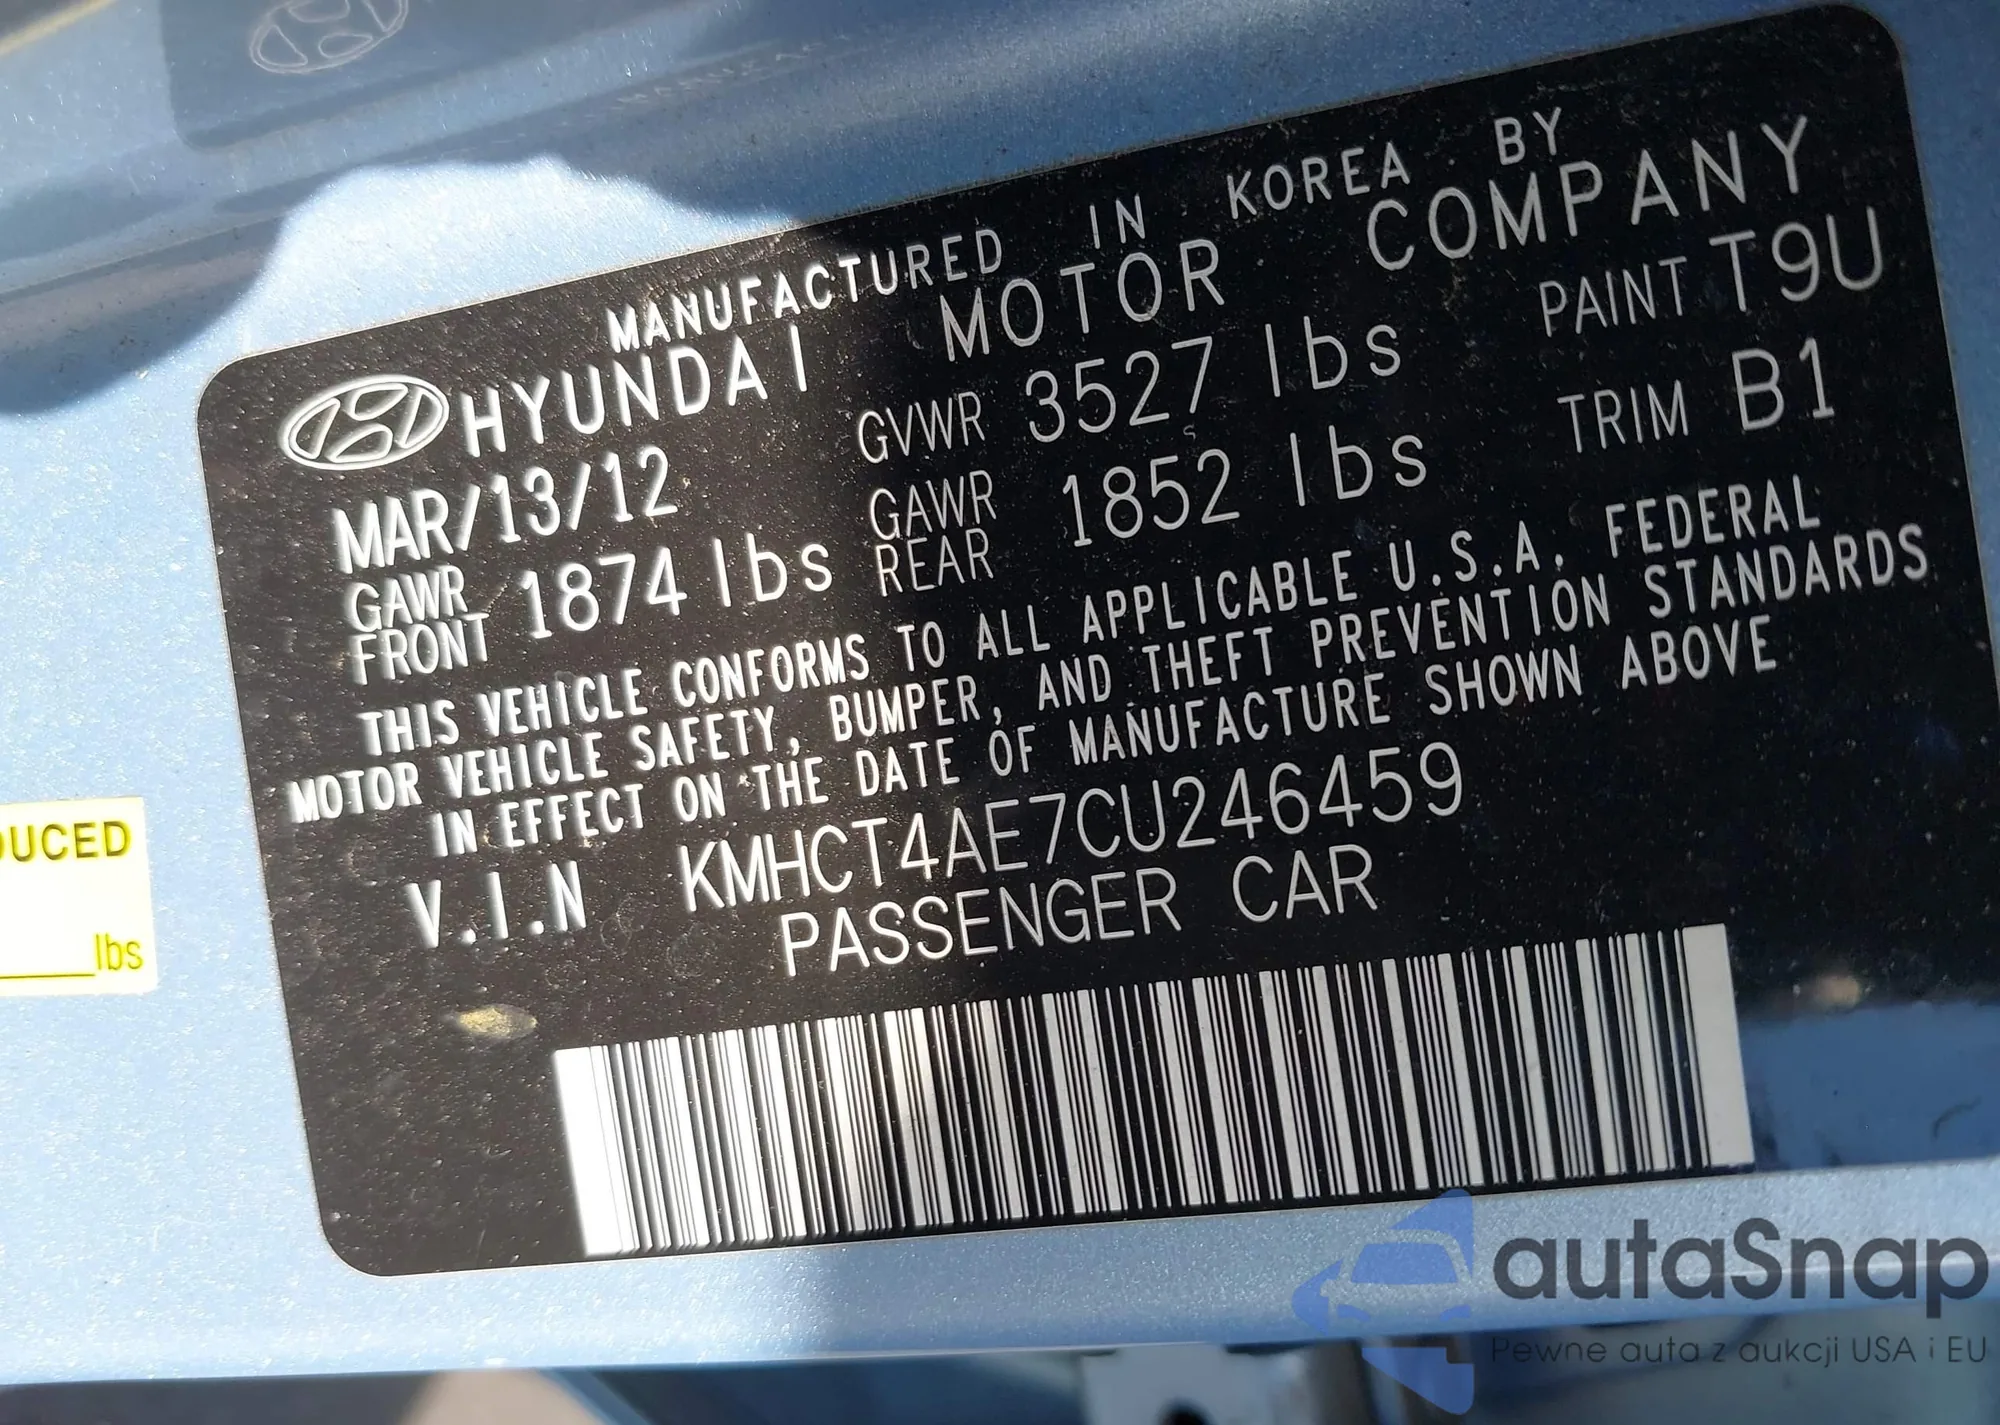 MANUFACTURED IN KOREA BY
HYUNDAI MOTOR COMPANY
MAR/13/12 GVWR 3527 lbs PAINT T9U
GAWR FRONT 1874 lbs GAWR REAR 1852 lbs TRIM B1
THIS VEHICLE CONFORMS TO ALL APPLICABLE U.S.A. FEDERAL
MOTOR VEHICLE SAFETY, BUMPER, AND THEFT PREVENTION STANDARDS
IN EFFECT ON THE DATE OF MANUFACTURE SHOWN ABOVE
V.I.N KMHCT4AE7CU246459
PASSENGER CAR
UCED
lbs
autaSnap
Pewne auta z aukcji USA i EU